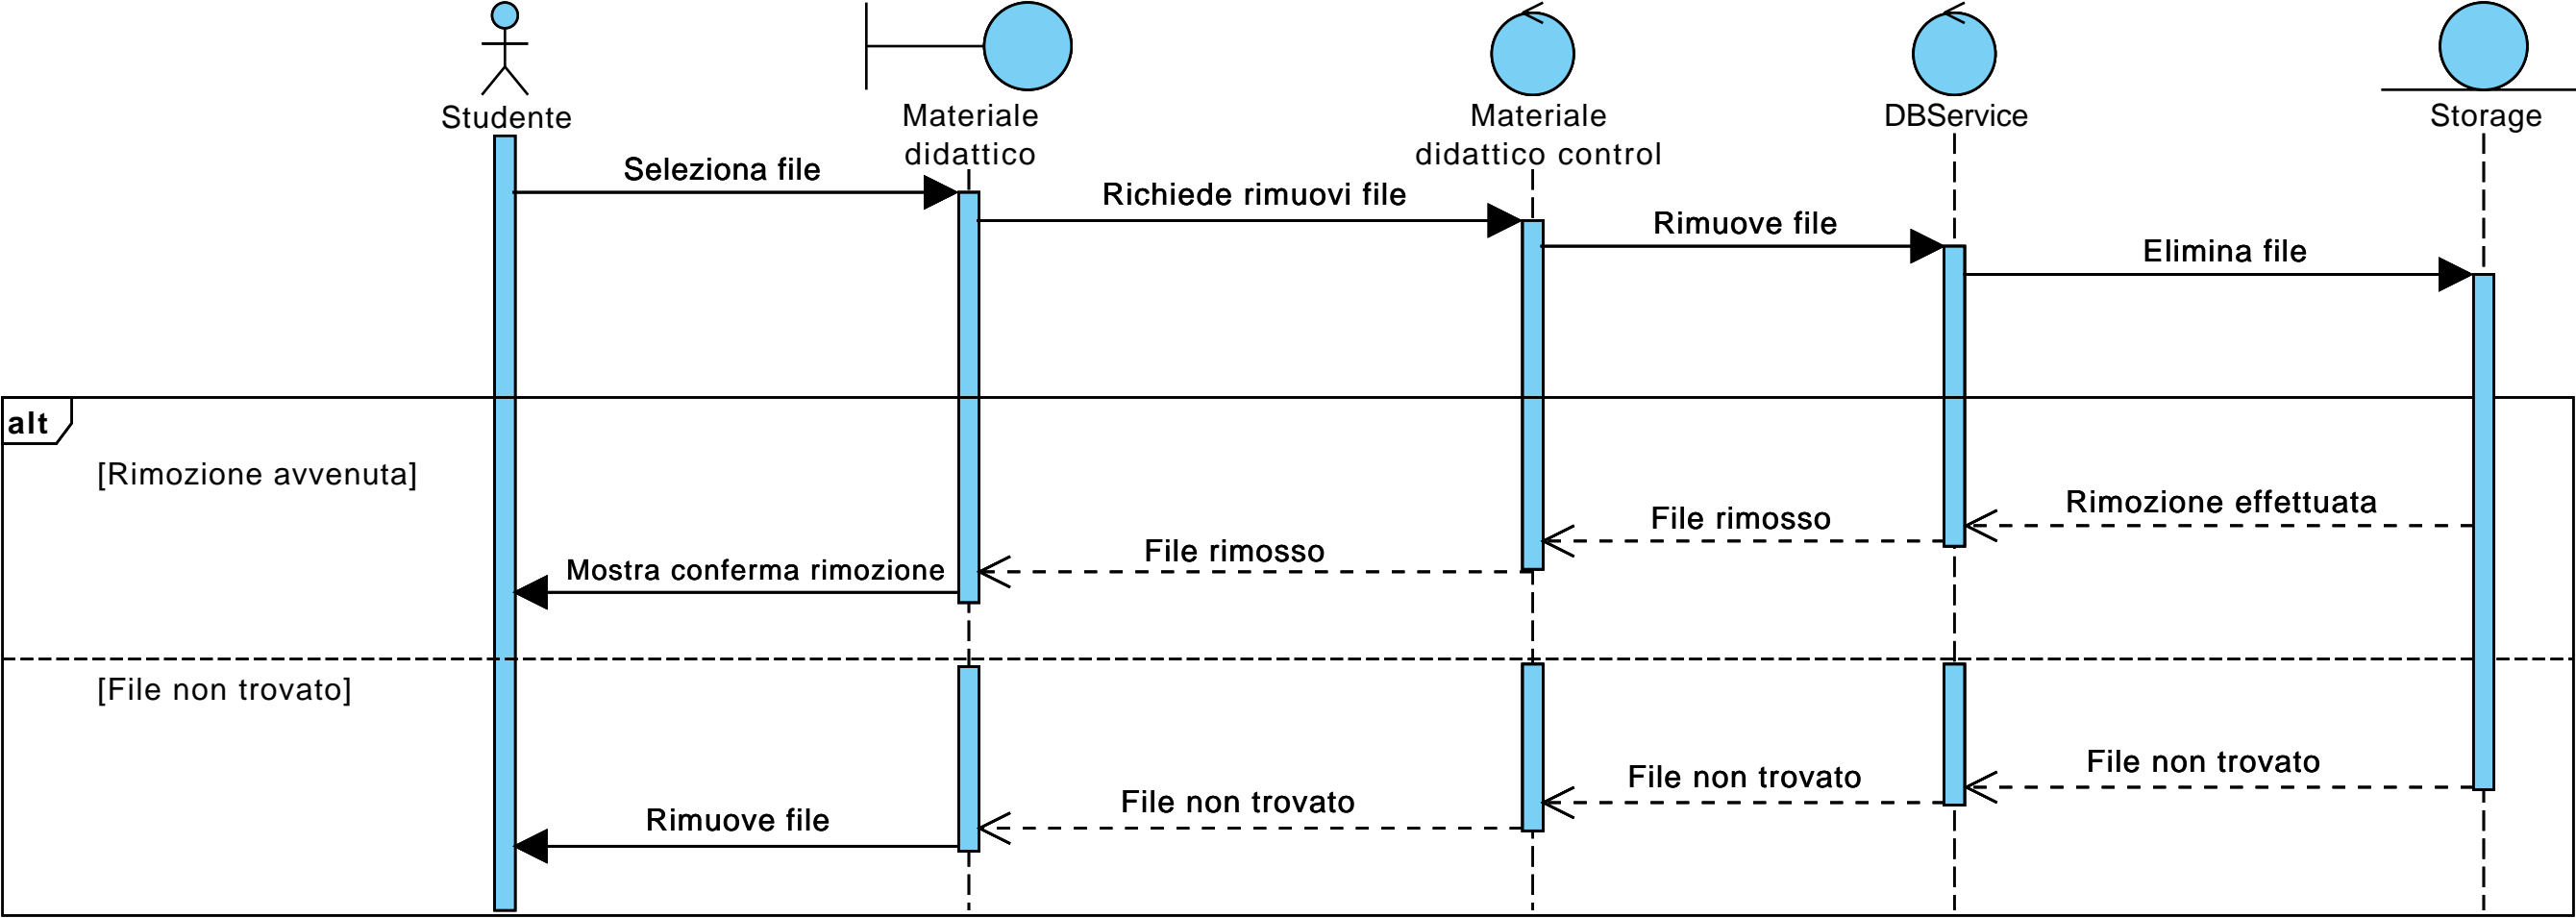 Studente
Materiale
didattico
Materiale
didattico control
DBService
Storage
Seleziona file
Richiede rimuovi file
Rimuove file
Elimina file
alt
[Rimozione avvenuta]
Rimozione effettuata
File rimosso
File rimosso
Mostra conferma rimozione
[File non trovato]
File non trovato
File non trovato
File non trovato
Rimuove file